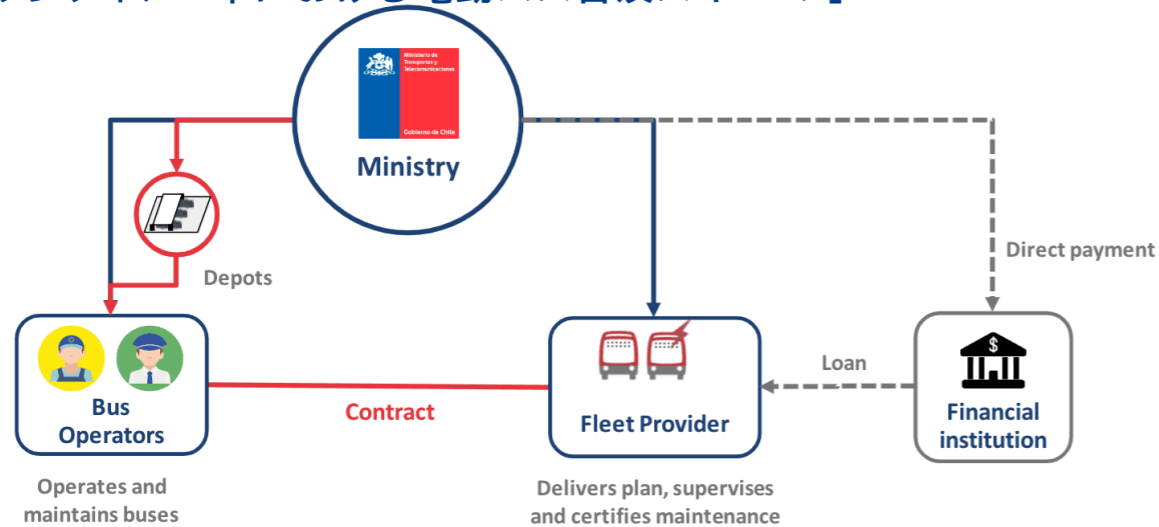 Ministerio de
Transportes y
Telecomunicaciones
Gobierno de Chile
Ministry
Depots
Direct payment
Bus
Operators
Contract
Fleet Provider
Loan
$
Financial
institution
Operates and
maintains buses
Delivers plan, supervises
and certifies maintenance